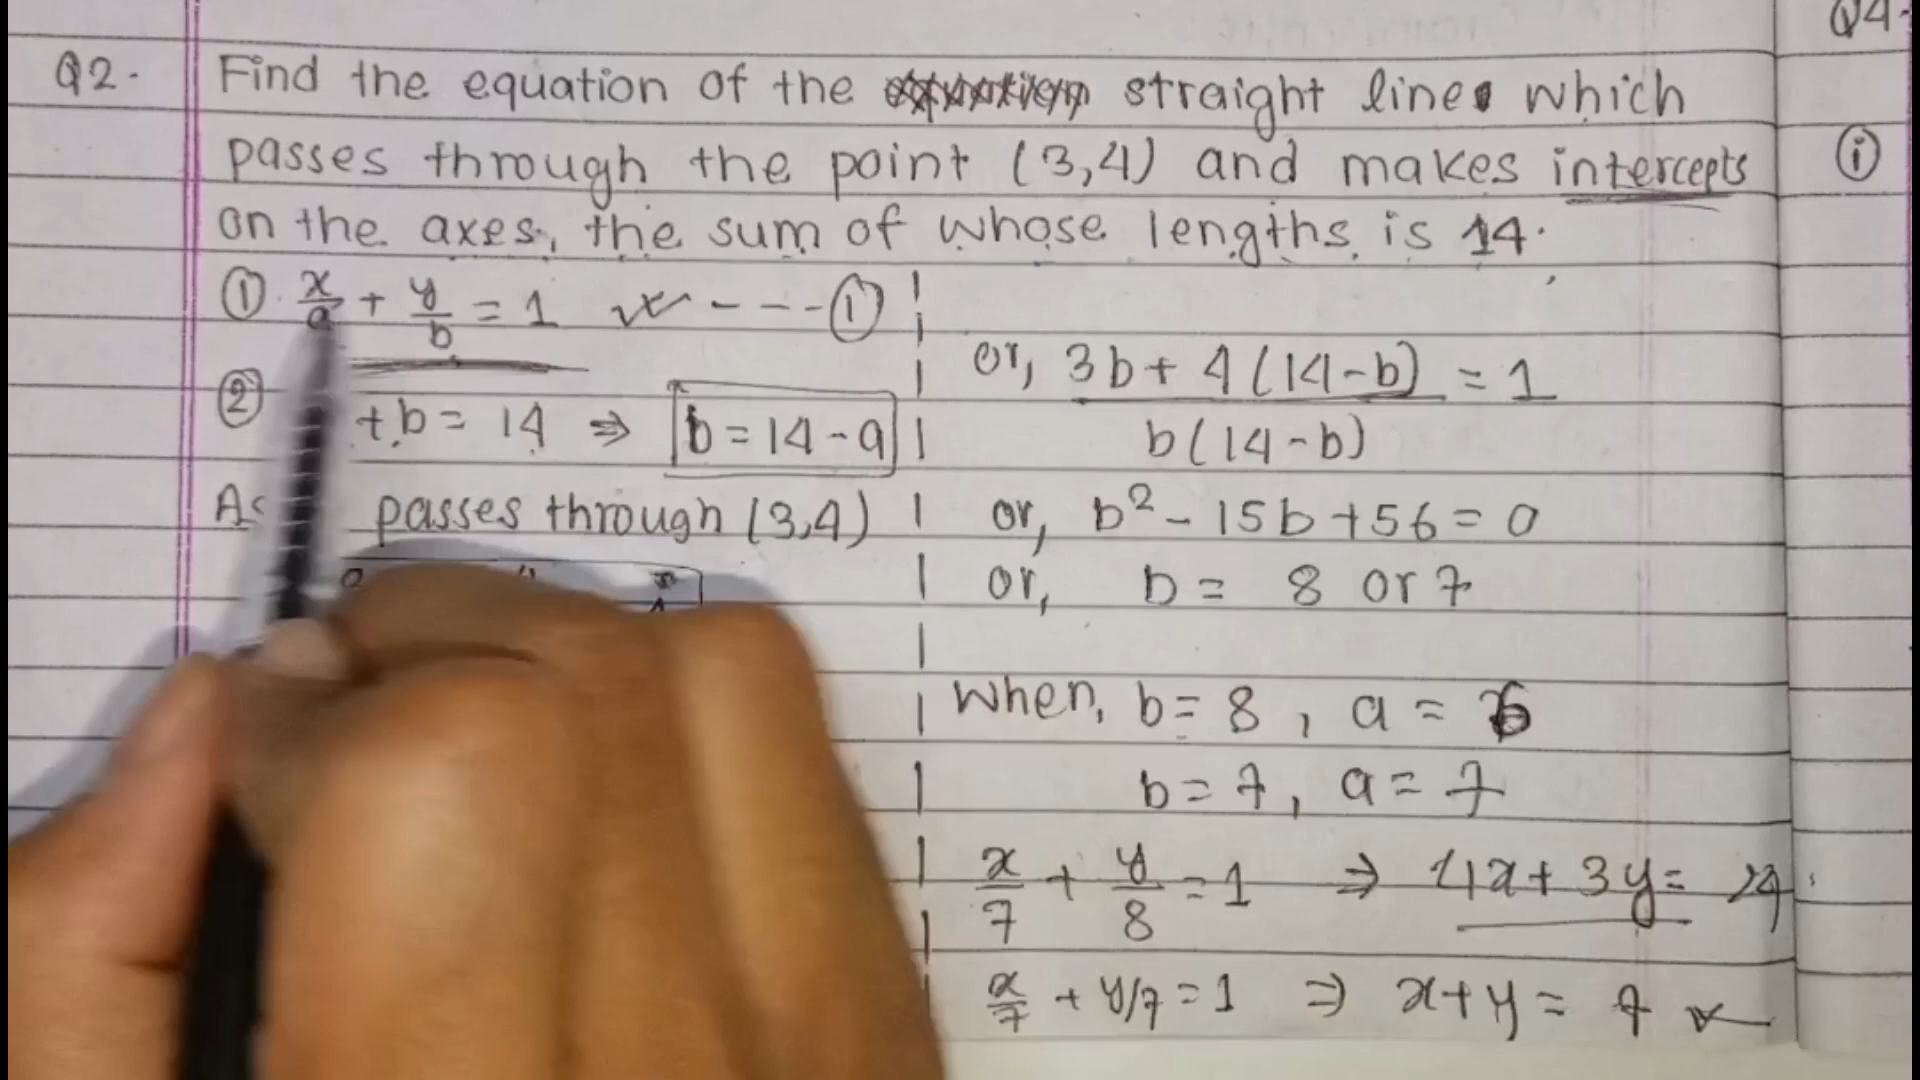 Q4.
Q2. Find the equation of the straight line which
passes through the point (3,4) and makes intercepts
on the axes, the sum of whose lengths is 14.
① x/a + y/b = 1 ---①
② + b = 14 ⇒ b = 14 - a
As passes through (3,4)
or, 3b + 4(14-b) / b(14-b) = 1
or, b² - 15b + 56 = 0
or, b = 8 or 7
When, b = 8, a = 6
b = 7, a = 7
x/7 + y/8 = 1 ⇒ 4x + 3y = 24
x/7 + y/7 = 1 ⇒ x + y = 7
①